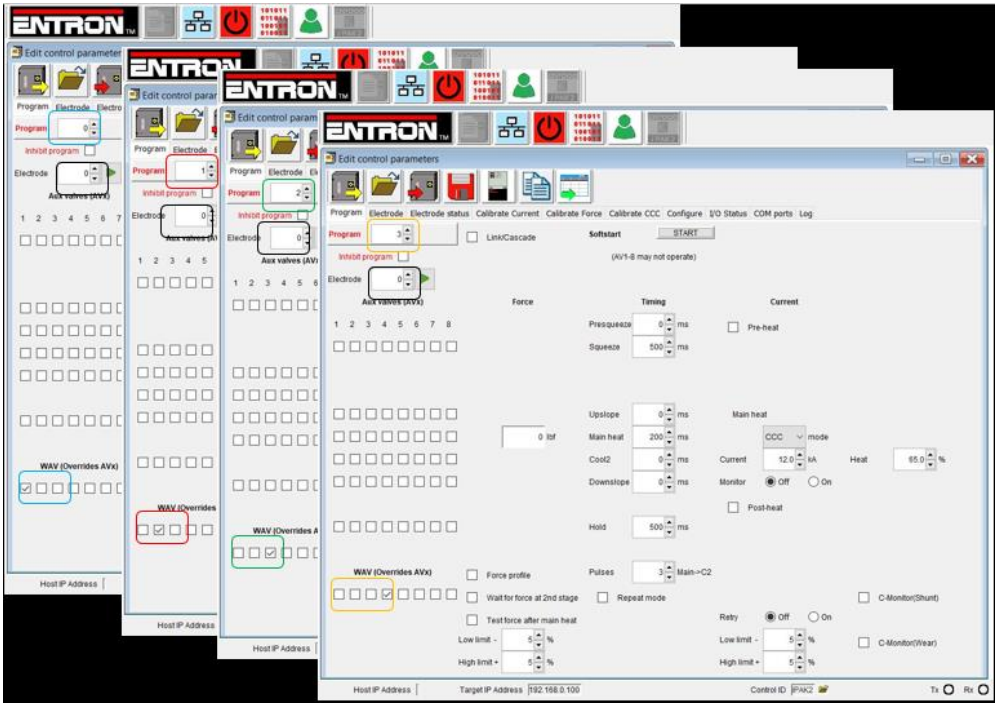 ENTRON TM
Edit control parameter
Program Electrode Electro
Program 0
Inhibit program
Electrode 0
Aux valves (AVx)
1 2 3 4 5 6 7
WAV (Overrides AVx)
Host IP Address
ENTRON
Edit control parar
Program Electrode E
Program 1
Inhibit program
Electrode 0
Aux valves (AV
1 2 3 4 5
WAV (Overrides
Host IP Address
ENTRON TM
Edit control param
Program Electrode El
Program 2
Inhibit program
Electrode 0
Aux valves (AV
1 2 3 4 5 6
WAV (Overrides A
Host IP Address
ENTRON TM
Edit control parameters
Program Electrode Electrode status Calibrate Current Calibrate Force Calibrate CCC Configure I/O Status COM ports Log
Program 3 Link/Cascade Softstart START
Inhibit program (AV1-8 may not operate)
Electrode 0
Aux valves (AVx) Force Timing Current
1 2 3 4 5 6 7 8 Presqueeze 0 ms Pre-heat
Squeeze 500 ms
Upslope 0 ms Main heat
0 lbf Main heat 200 ms CCC mode
Cool2 0 ms Current 12.0 kA Heat 65.0 %
Downslope 0 ms Monitor Off On
Post-heat
Hold 500 ms
WAV (Overrides AVx) Force profile Pulses 3 Main->C2
Wait for force at 2nd stage Repeat mode C-Monitor(Shunt)
Test force after main heat Retry Off On
Low limit - 5 % Low limit - 5 % C-Monitor(Wear)
High limit + 5 % High limit + 5 %
Host IP Address Target IP Address 192.168.0.100 Control ID IPAK2 Tx Rx